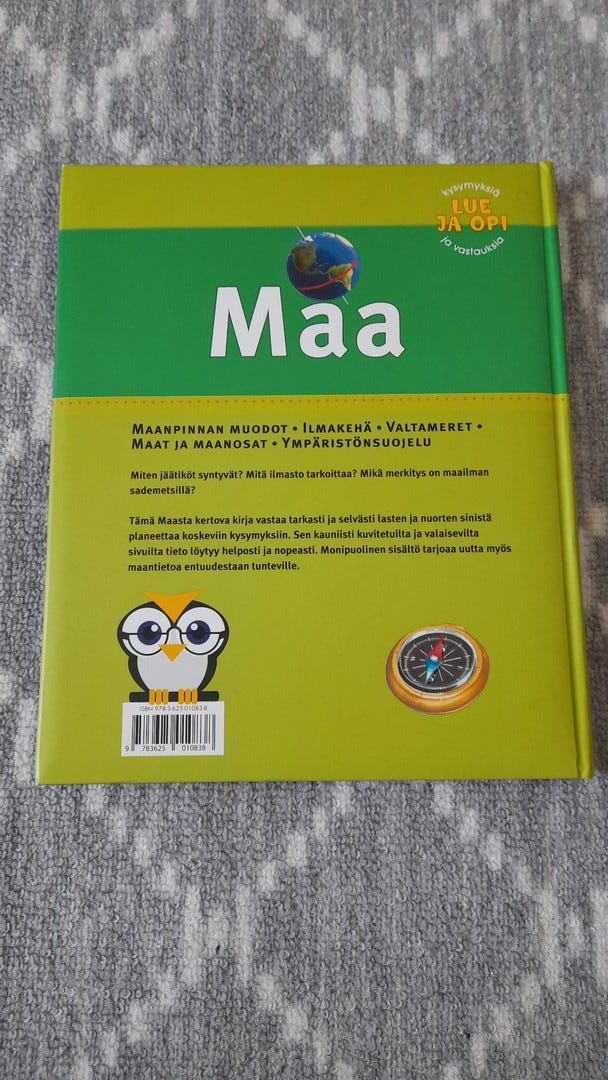 kysymyksiä
LUE
JA OPI
ja vastauksia
Maa
MAANPINNAN MUODOT • ILMAKEHÄ • VALTAMERET •
MAAT JA MAANOSAT • YMPÄRISTÖNSUOJELU
Miten jäätiköt syntyvät? Mitä ilmasto tarkoittaa? Mikä merkitys on maailman
sademetsillä?
Tämä Maasta kertova kirja vastaa tarkasti ja selvästi lasten ja nuorten sinistä
planeettaa koskeviin kysymyksiin. Sen kauniisti kuvitetuilta ja valaisevilta
sivuilta tieto löytyy helposti ja nopeasti. Monipuolinen sisältö tarjoaa uutta myös
maantietoa entuudestaan tunteville.
ISBN 978-3-625-01083-8
9 783625 010838